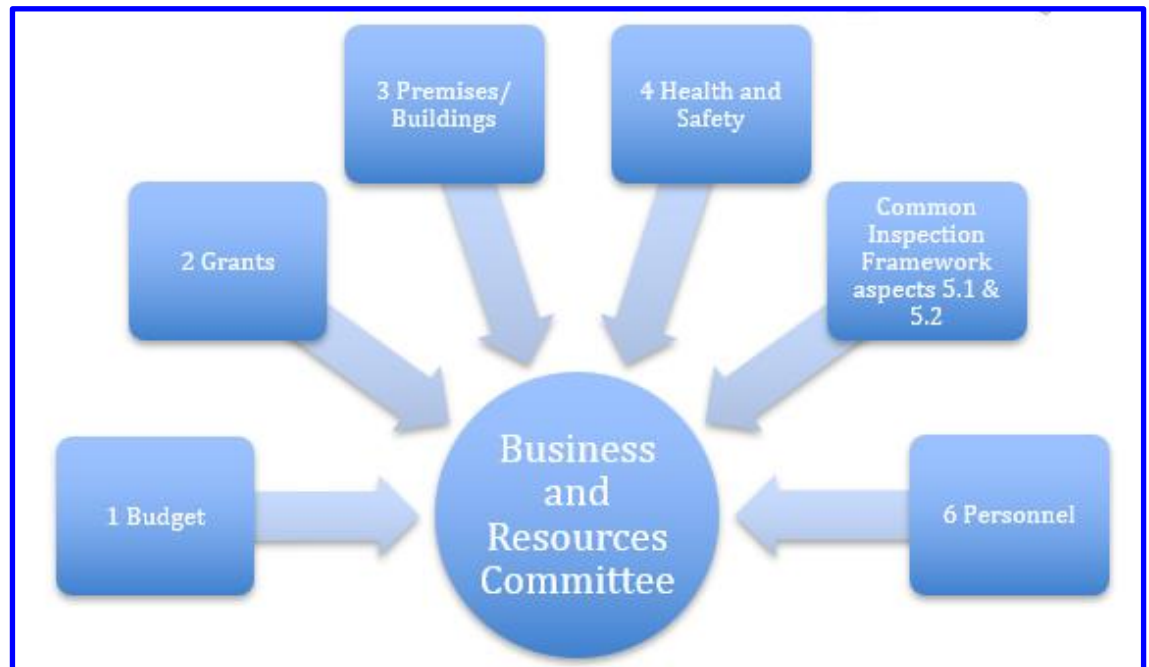 3 Premises/
Buildings
4 Health and
Safety
2 Grants
Common
Inspection
Framework
aspects 5.1 &
5.2
1 Budget
Business
and
Resources
Committee
6 Personnel